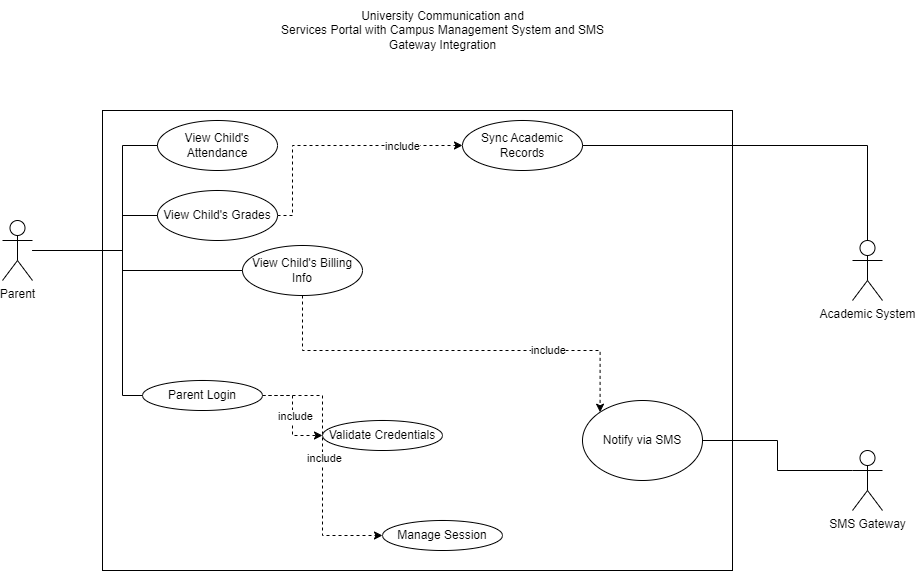 University Communication and
Services Portal with Campus Management System and SMS
Gateway Integration
View Child's
Attendance
include
Sync Academic
Records
View Child's Grades
View Child's Billing
Info
Parent
Academic System
include
Parent Login
include
Validate Credentials
Notify via SMS
include
SMS Gateway
Manage Session